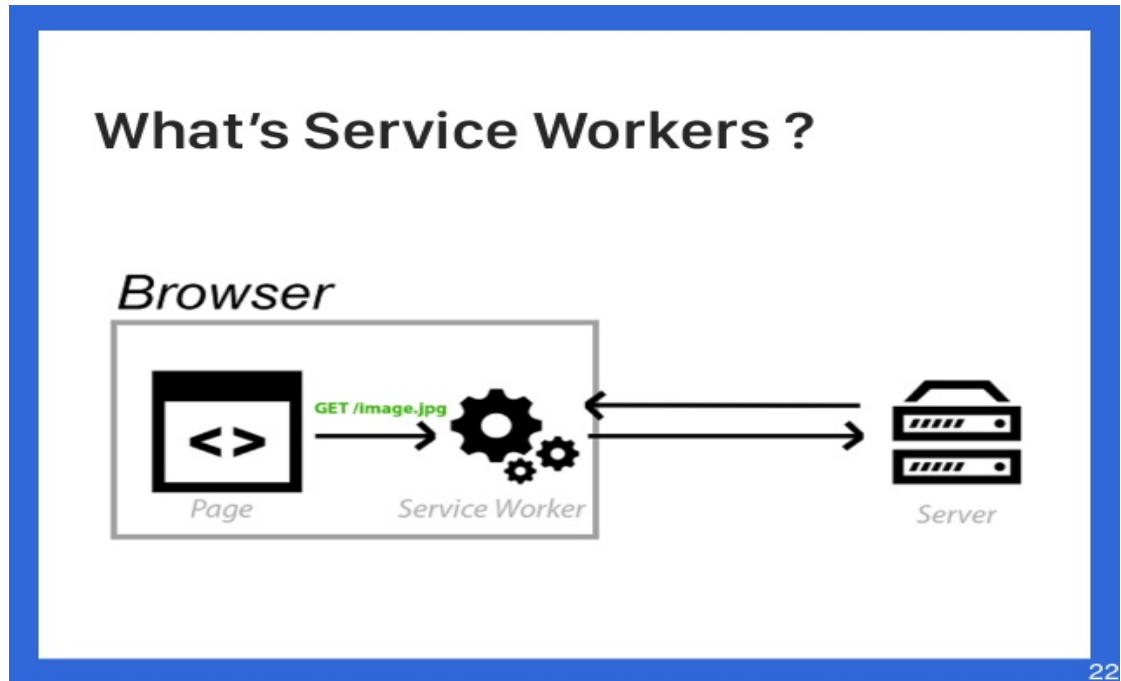 What's Service Workers ?
Browser
GET /image.jpg
<>
Page
Service Worker
Server
22